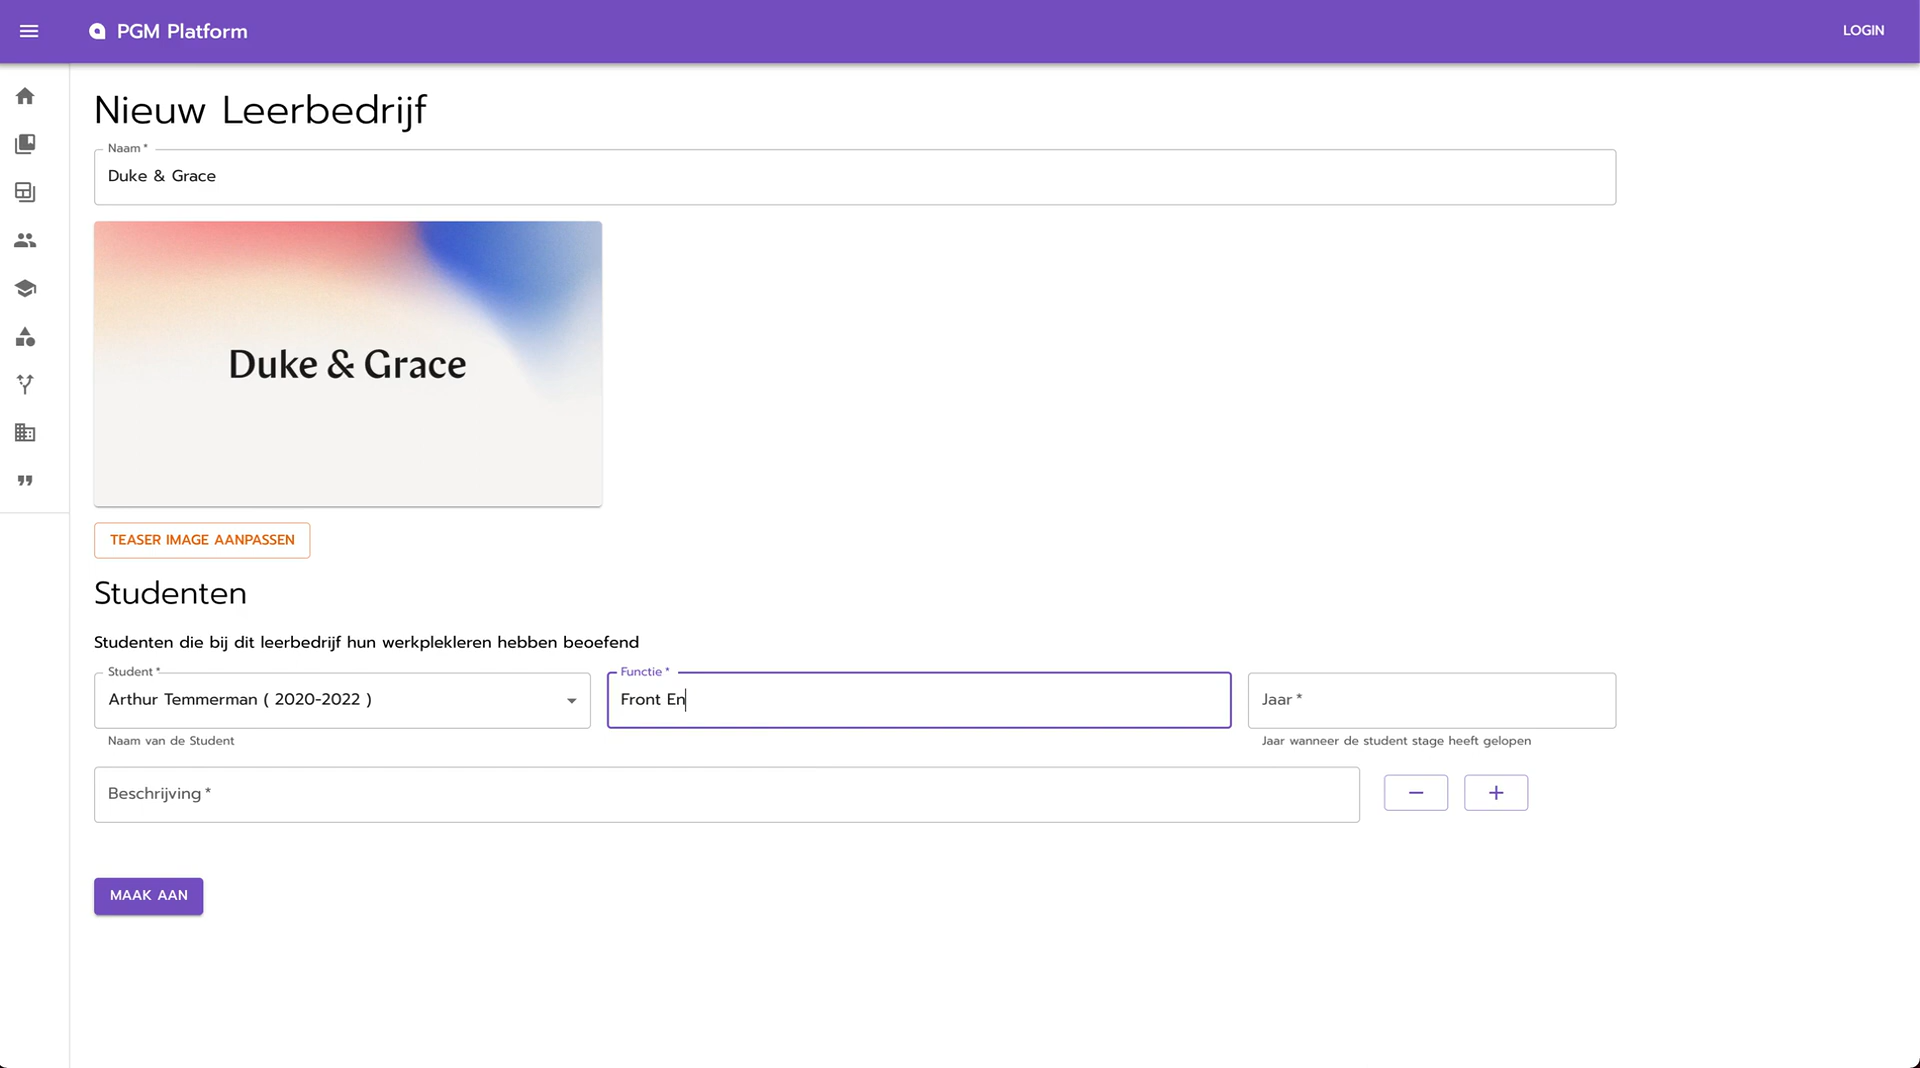 PGM Platform
LOGIN
Nieuw Leerbedrijf
Naam *
Duke & Grace
Duke & Grace
TEASER IMAGE AANPASSEN
Studenten
Studenten die bij dit leerbedrijf hun werkplekleren hebben beoefend
Student *
Arthur Temmerman ( 2020-2022 )
Naam van de Student
Functie *
Front En
Jaar *
Jaar wanneer de student stage heeft gelopen
Beschrijving *
MAAK AAN